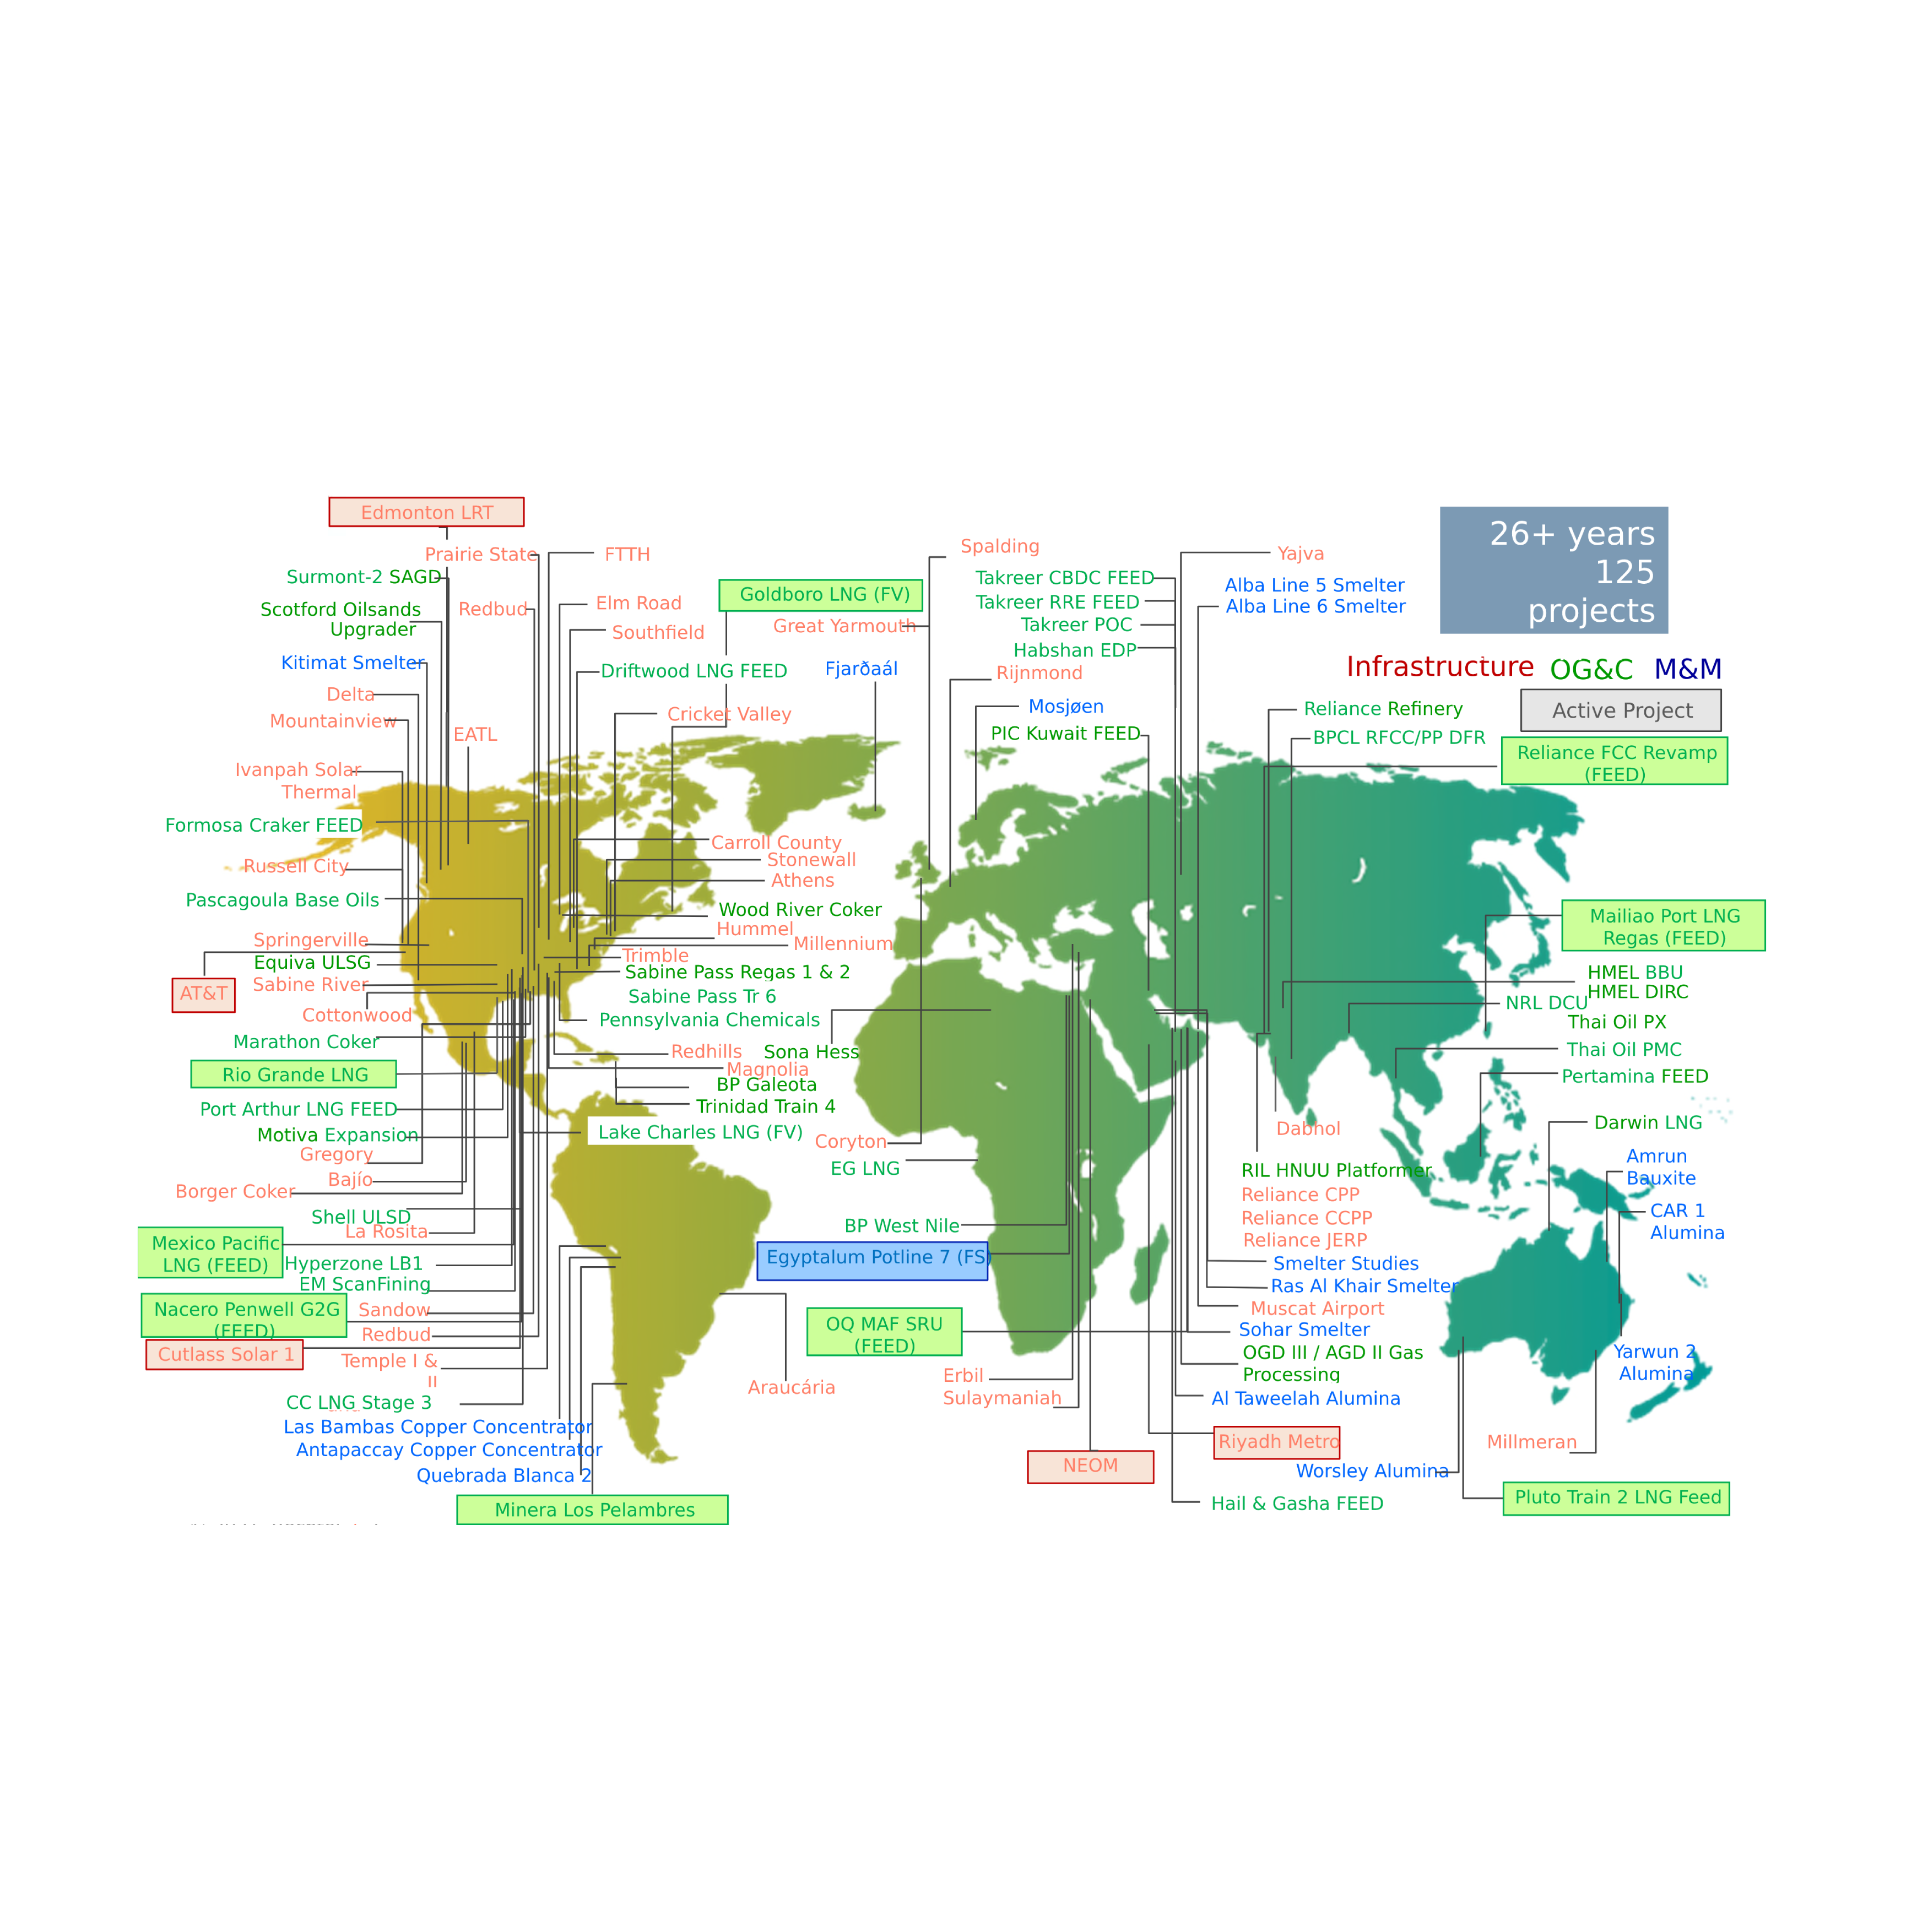 Edmonton LRT
Prairie State
FTTH
Surmont-2 SAGD
Scotford Oilsands
Upgrader
Redbud
Elm Road
Southfield
Kitimat Smelter
Driftwood LNG FEED
Delta
Mountainview
EATL
Cricket Valley
Goldboro LNG (FV)
Great Yarmouth
Fjarðaál
Spalding
Takreer CBDC FEED
Takreer RRE FEED
Takreer POC
Habshan EDP
Rijnmond
Mosjøen
PIC Kuwait FEED
Yajva
Alba Line 5 Smelter
Alba Line 6 Smelter
26+ years
125
projects
Infrastructure OG&C M&M
Active Project
Reliance Refinery
BPCL RFCC/PP DFR
Reliance FCC Revamp
(FEED)
Ivanpah Solar
Thermal
Formosa Craker FEED
Russell City
Pascagoula Base Oils
Springerville
Equiva ULSG
Sabine River
AT&T
Cottonwood
Marathon Coker
Rio Grande LNG
Port Arthur LNG FEED
Motiva Expansion
Gregory
Bajío
Borger Coker
Shell ULSD
La Rosita
Mexico Pacific
LNG (FEED)
Hyperzone LB1
EM ScanFining
Nacero Penwell G2G
(FEED)
Sandow
Redbud
Cutlass Solar 1
Temple I &
II
CC LNG Stage 3
Las Bambas Copper Concentrator
Antapaccay Copper Concentrator
Quebrada Blanca 2
Minera Los Pelambres
Carroll County
Stonewall
Athens
Wood River Coker
Hummel
Millennium
Trimble
Sabine Pass Regas 1 & 2
Sabine Pass Tr 6
Pennsylvania Chemicals
Redhills
Sona Hess
Magnolia
BP Galeota
Trinidad Train 4
Lake Charles LNG (FV)
Coryton
EG LNG
BP West Nile
Egyptalum Potline 7 (FS)
OQ MAF SRU
(FEED)
Araucária
Erbil
Sulaymaniah
NEOM
Mailiao Port LNG
Regas (FEED)
HMEL BBU
HMEL DIRC
NRL DCU
Thai Oil PX
Thai Oil PMC
Pertamina FEED
Darwin LNG
Dabhol
Amrun
Bauxite
RIL HNUU Platformer
Reliance CPP
Reliance CCPP
Reliance JERP
CAR 1
Alumina
Smelter Studies
Ras Al Khair Smelter
Muscat Airport
Sohar Smelter
OGD III / AGD II Gas
Processing
Al Taweelah Alumina
Yarwun 2
Alumina
Riyadh Metro
Millmeran
Worsley Alumina
Hail & Gasha FEED
Pluto Train 2 LNG Feed